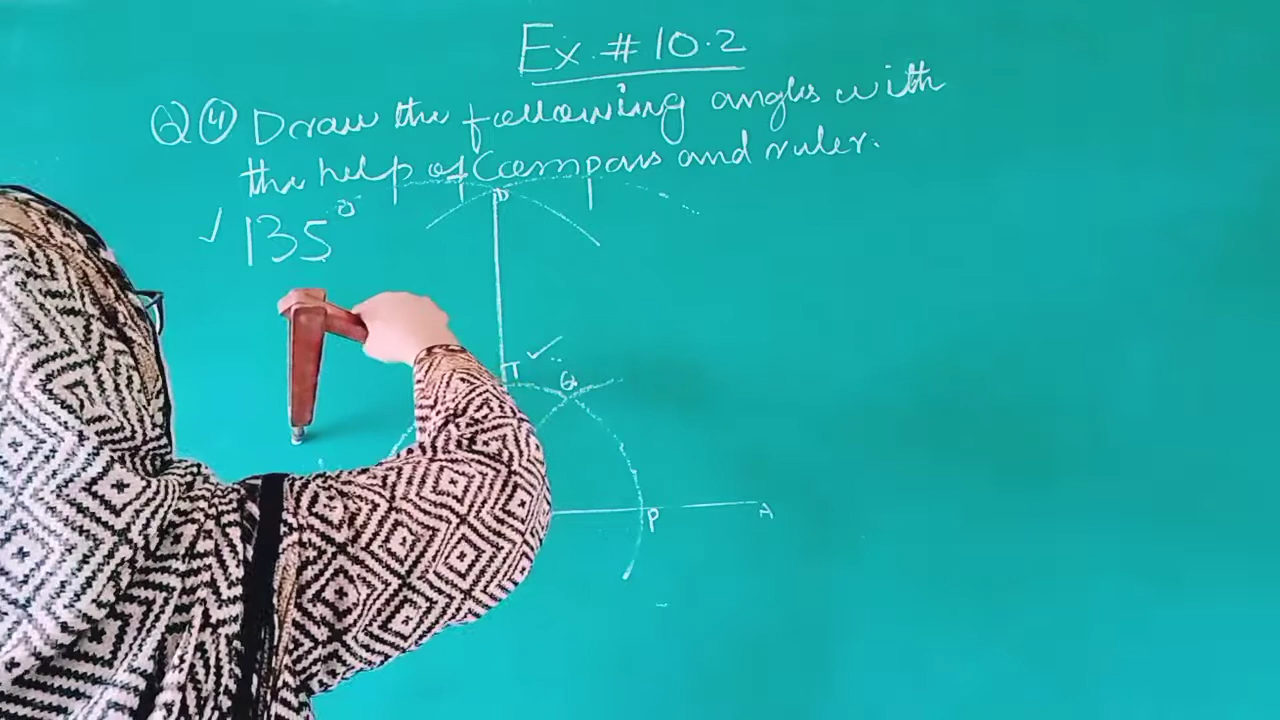 Ex. # 10.2
Q④ Draw the following angles with
the help of Compass and ruler.
✓ 135°
D
T ✓
Q
P
A